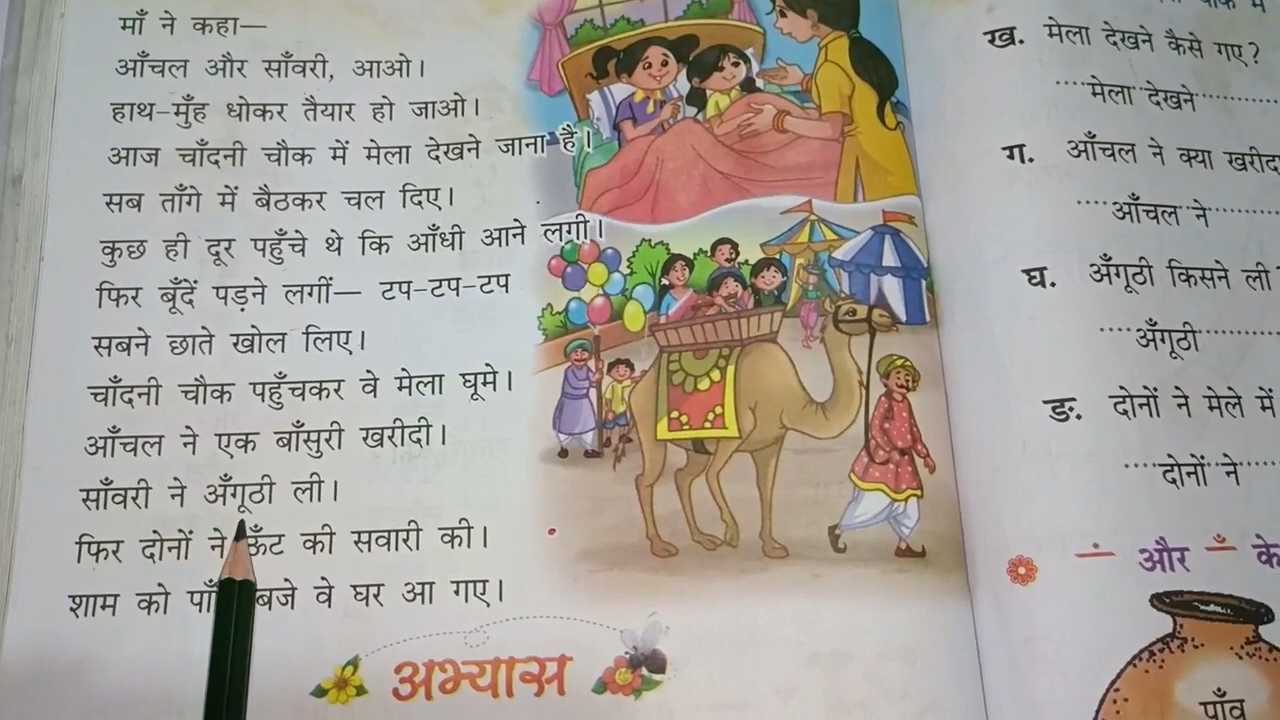 माँ ने कहा—
आँचल और साँवरी, आओ।
हाथ-मुँह धोकर तैयार हो जाओ।
आज चाँदनी चौक में मेला देखने जाना है।
सब ताँगे में बैठकर चल दिए।
कुछ ही दूर पहुँचे थे कि आँधी आने लगी।
फिर बूँदें पड़ने लगीं— टप-टप-टप
सबने छाते खोल लिए।
चाँदनी चौक पहुँचकर वे मेला घूमे।
आँचल ने एक बाँसुरी खरीदी।
साँवरी ने अँगूठी ली।
फिर दोनों ने ऊँट की सवारी की।
शाम को बजे वे घर आ गए।
अभ्यास
ख. मेला देखने कैसे गए?
मेला देखने
ग. आँचल ने क्या
आँचल ने
घ. अँगूठी किसने ली
अँगूठी
ङ. दोनों ने मेले में
दोनों ने
और के
पाँव